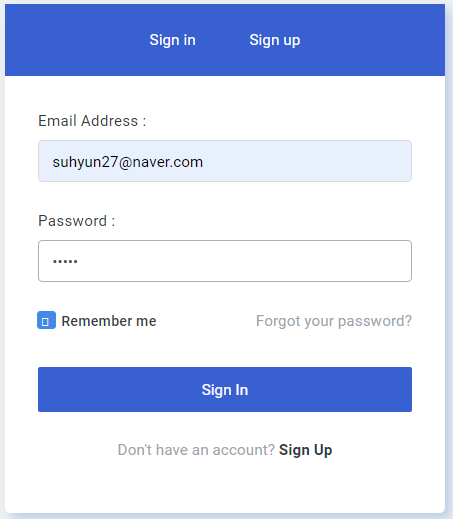 Sign in Sign up
Email Address :
suhyun27@naver.com
Password :
•••••
Remember me Forgot your password?
Sign In
Don't have an account? Sign Up